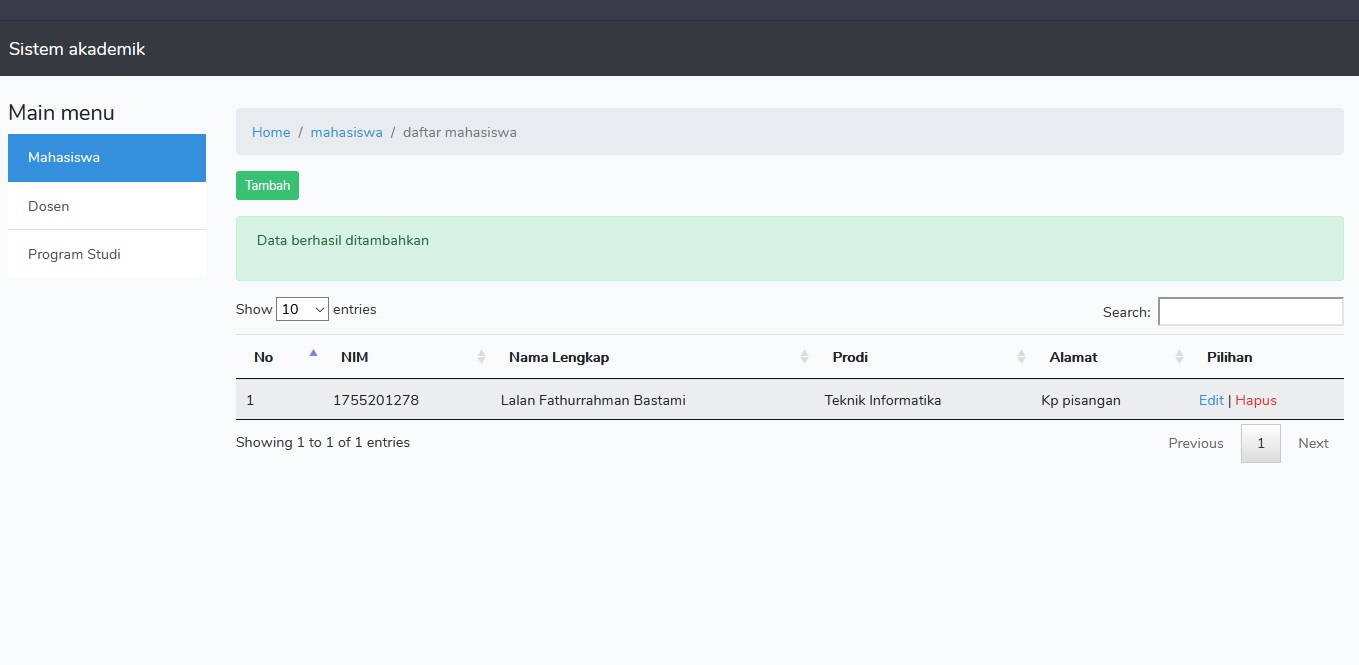 Sistem akademik
Main menu
Mahasiswa
Dosen
Program Studi
Home / mahasiswa / daftar mahasiswa
Tambah
Data berhasil ditambahkan
Show 10 entries
Search:
No NIM Nama Lengkap Prodi Alamat Pilihan
1 1755201278 Lalan Fathurrahman Bastami Teknik Informatika Kp pisangan Edit | Hapus
Showing 1 to 1 of 1 entries
Previous 1 Next